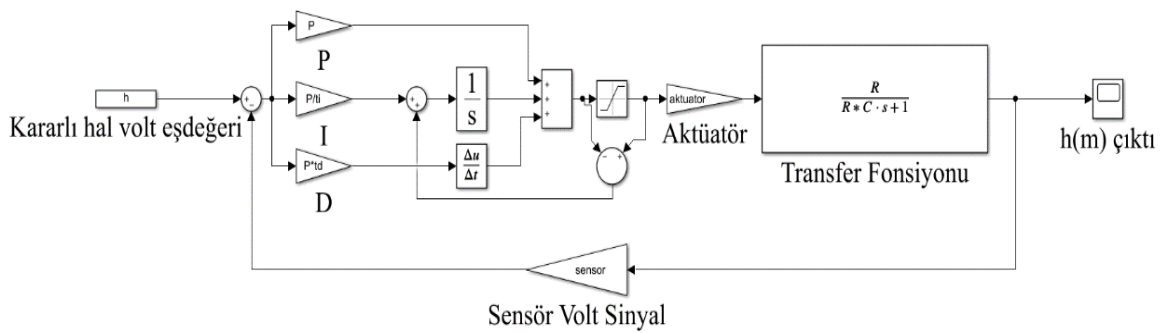 P
P
h
+
-
Kararlı hal volt eşdeğeri
P/ti
I
+
+
1
s
+
+
+
- +
aktuator
Aktüatör
R
R*C·s+1
Transfer Fonsiyonu
h(m) çıktı
P*td
D
Δu
Δt
sensor
Sensör Volt Sinyal